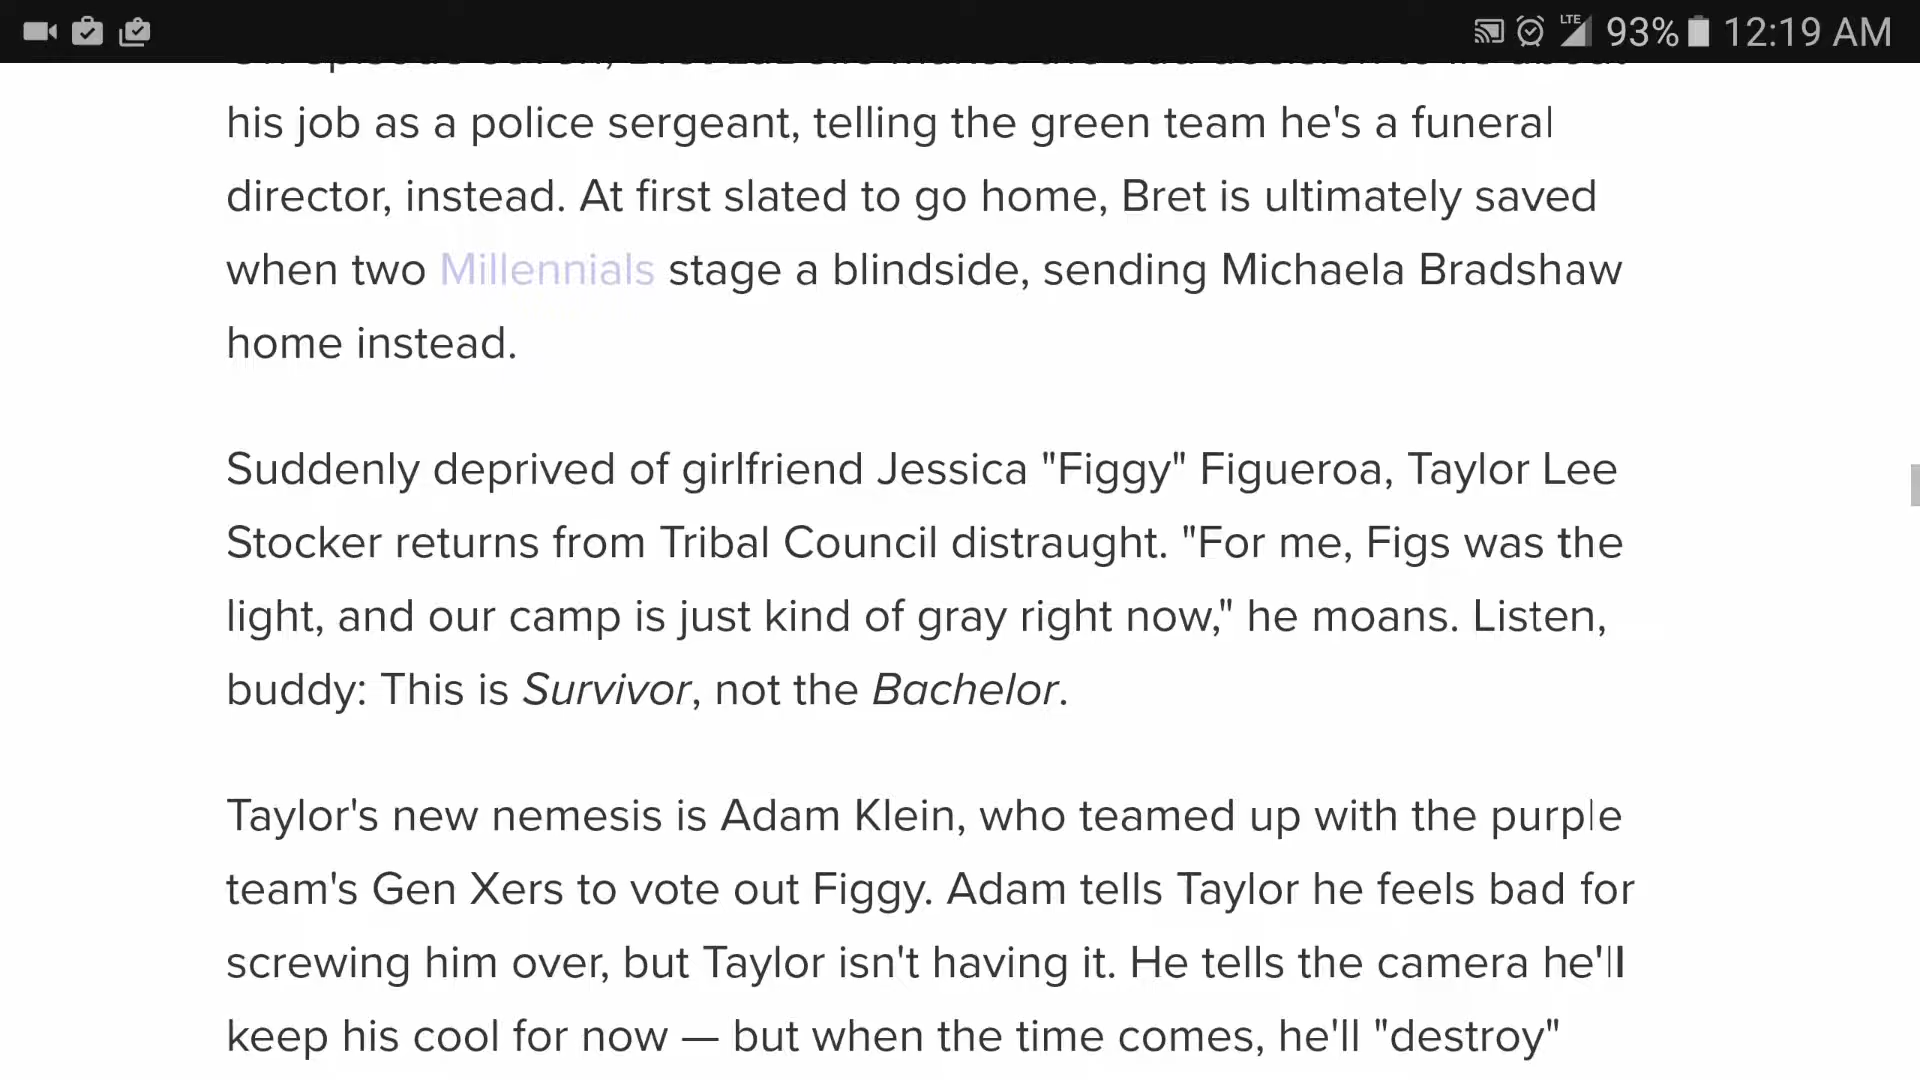 LTE 93% 12:19 AM
his job as a police sergeant, telling the green team he's a funeral
director, instead. At first slated to go home, Bret is ultimately saved
when two Millennials stage a blindside, sending Michaela Bradshaw
home instead.
Suddenly deprived of girlfriend Jessica "Figgy" Figueroa, Taylor Lee
Stocker returns from Tribal Council distraught. "For me, Figs was the
light, and our camp is just kind of gray right now," he moans. Listen,
buddy: This is Survivor, not the Bachelor.
Taylor's new nemesis is Adam Klein, who teamed up with the purple
team's Gen Xers to vote out Figgy. Adam tells Taylor he feels bad for
screwing him over, but Taylor isn't having it. He tells the camera he'll
keep his cool for now — but when the time comes, he'll "destroy"